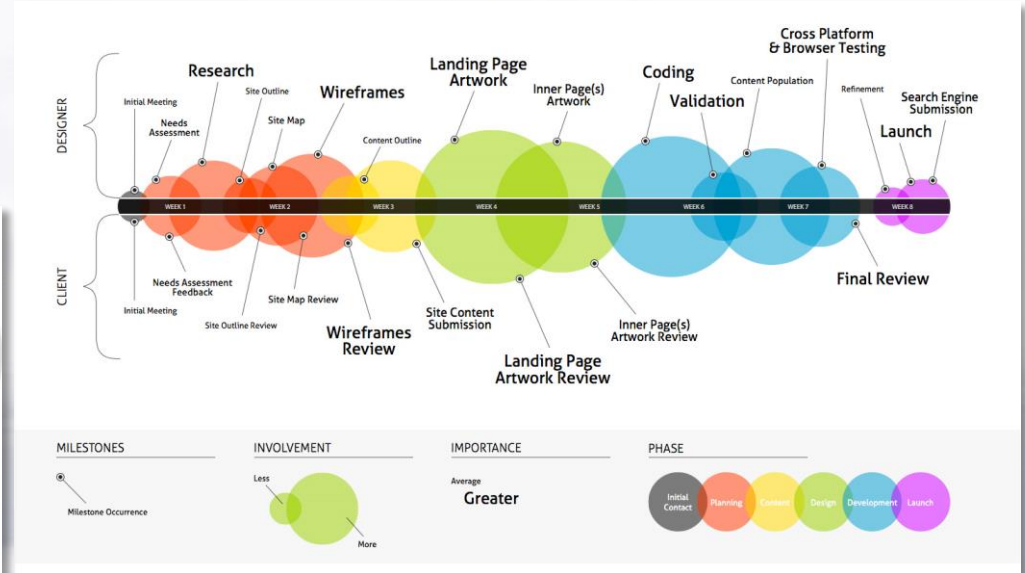 DESIGNER
Initial Meeting
Needs
Assessment
Research
Site Outline
Site Map
Wireframes
Content Outline
Landing Page
Artwork
Inner Page(s)
Artwork
Coding
Validation
Content Population
Cross Platform
& Browser Testing
Refinement
Launch
Search Engine
Submission
WEEK 1
WEEK 2
WEEK 3
WEEK 4
WEEK 5
WEEK 6
WEEK 7
WEEK 8
CLIENT
Initial Meeting
Needs Assessment
Feedback
Site Outline Review
Site Map Review
Wireframes
Review
Site Content
Submission
Landing Page
Artwork Review
Inner Page(s)
Artwork Review
Final Review
MILESTONES
Milestone Occurrence
INVOLVEMENT
Less
More
IMPORTANCE
Average
Greater
PHASE
Initial
Contact
Planning
Content
Design
Development
Launch